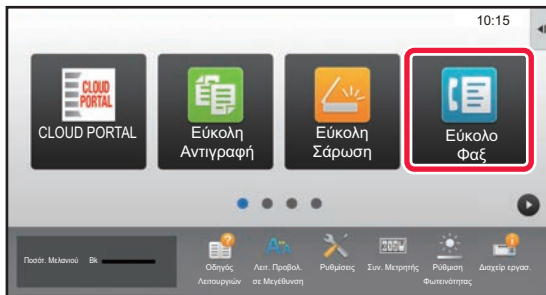 10:15
CLOUD
PORTAL
CLOUD PORTAL
Εύκολη
Αντιγραφή
Εύκολη
Σάρωση
Εύκολο
Φαξ
Ποσότ. Μελανιού Bk
Οδηγός
Λειτουργιών
Λειτ. Προβολ.
σε Μεγέθυνση
Ρυθμίσεις
Συν. Μετρητής
Ρύθμιση
Φωτεινότητας
Διαχείρ εργασ.